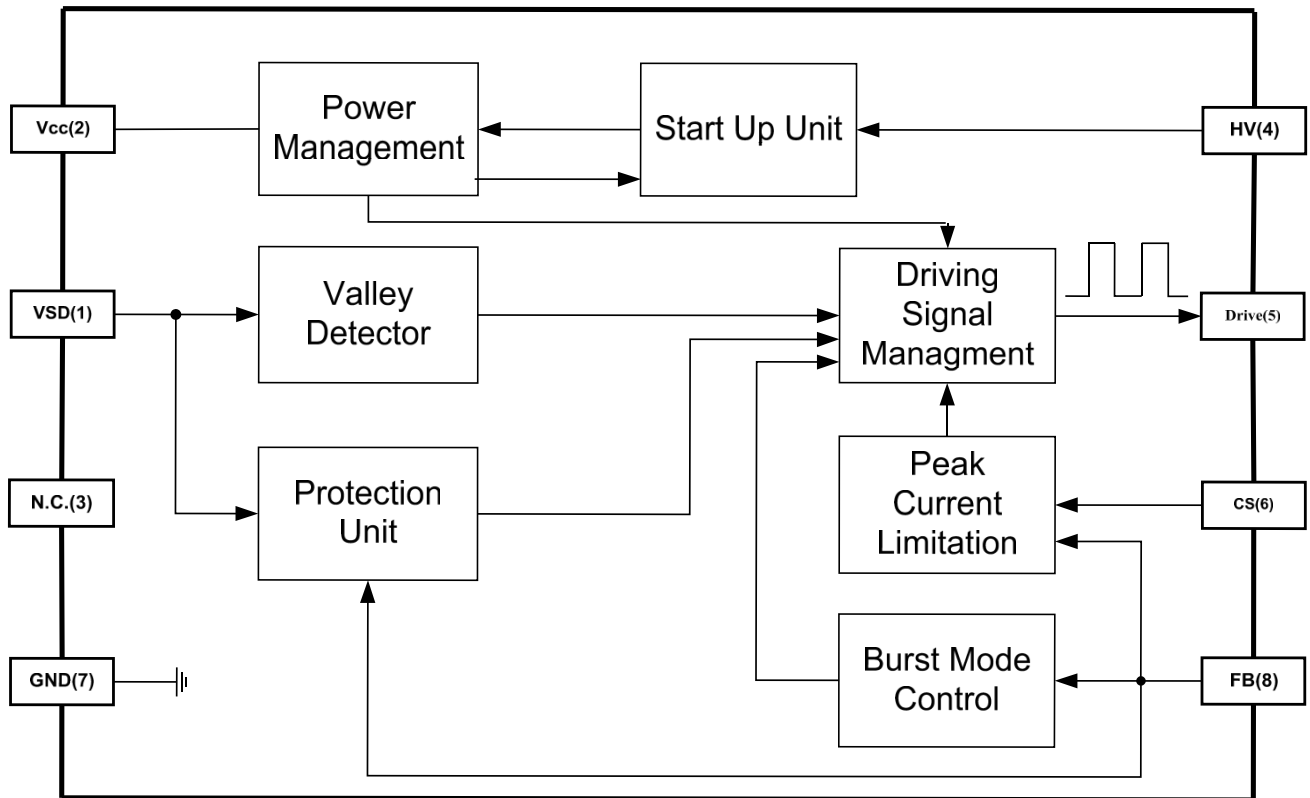 Vcc(2)
Power
Management
Start Up Unit
HV(4)
VSD(1)
Valley
Detector
Driving
Signal
Managment
Drive(5)
N.C.(3)
Protection
Unit
Peak
Current
Limitation
CS(6)
GND(7)
Burst Mode
Control
FB(8)